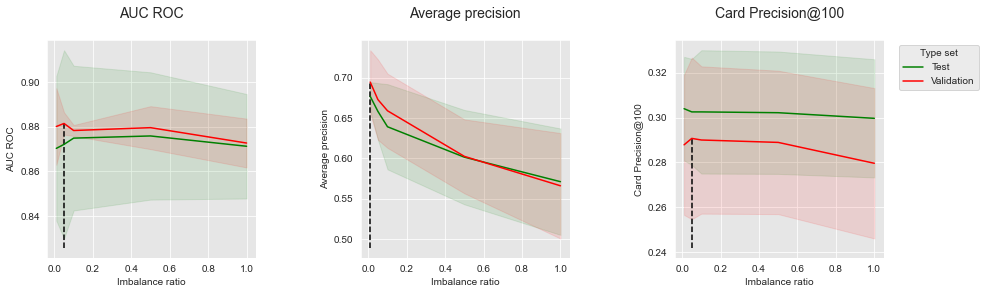 AUC ROC
AUC ROC
0.90
0.88
0.86
0.84
0.0 0.2 0.4 0.6 0.8 1.0
Imbalance ratio
Average precision
Average precision
0.70
0.65
0.60
0.55
0.50
0.0 0.2 0.4 0.6 0.8 1.0
Imbalance ratio
Card Precision@100
Card Precision@100
0.32
0.30
0.28
0.26
0.24
0.0 0.2 0.4 0.6 0.8 1.0
Imbalance ratio
Type set
Test
Validation